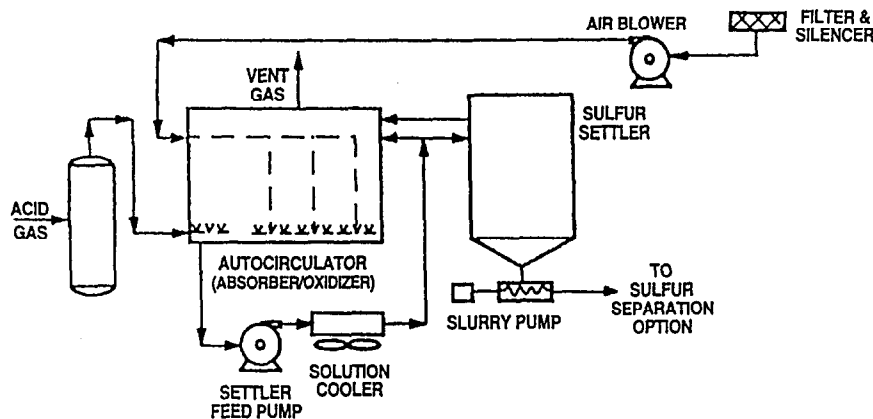 AIR BLOWER
FILTER &
SILENCER
VENT
GAS
SULFUR
SETTLER
ACID
GAS
AUTOCIRCULATOR
(ABSORBER/OXIDIZER)
TO
SULFUR
SEPARATION
OPTION
SLURRY PUMP
SETTLER
FEED PUMP
SOLUTION
COOLER